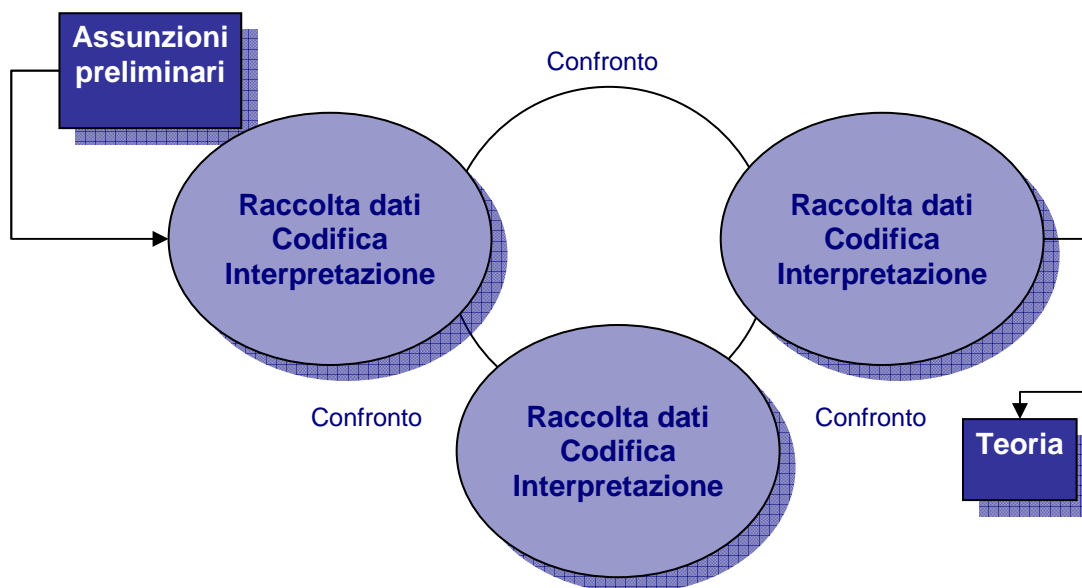 Assunzioni
preliminari
Confronto
Raccolta dati
Codifica
Interpretazione
Raccolta dati
Codifica
Interpretazione
Confronto
Raccolta dati
Codifica
Interpretazione
Confronto
Teoria